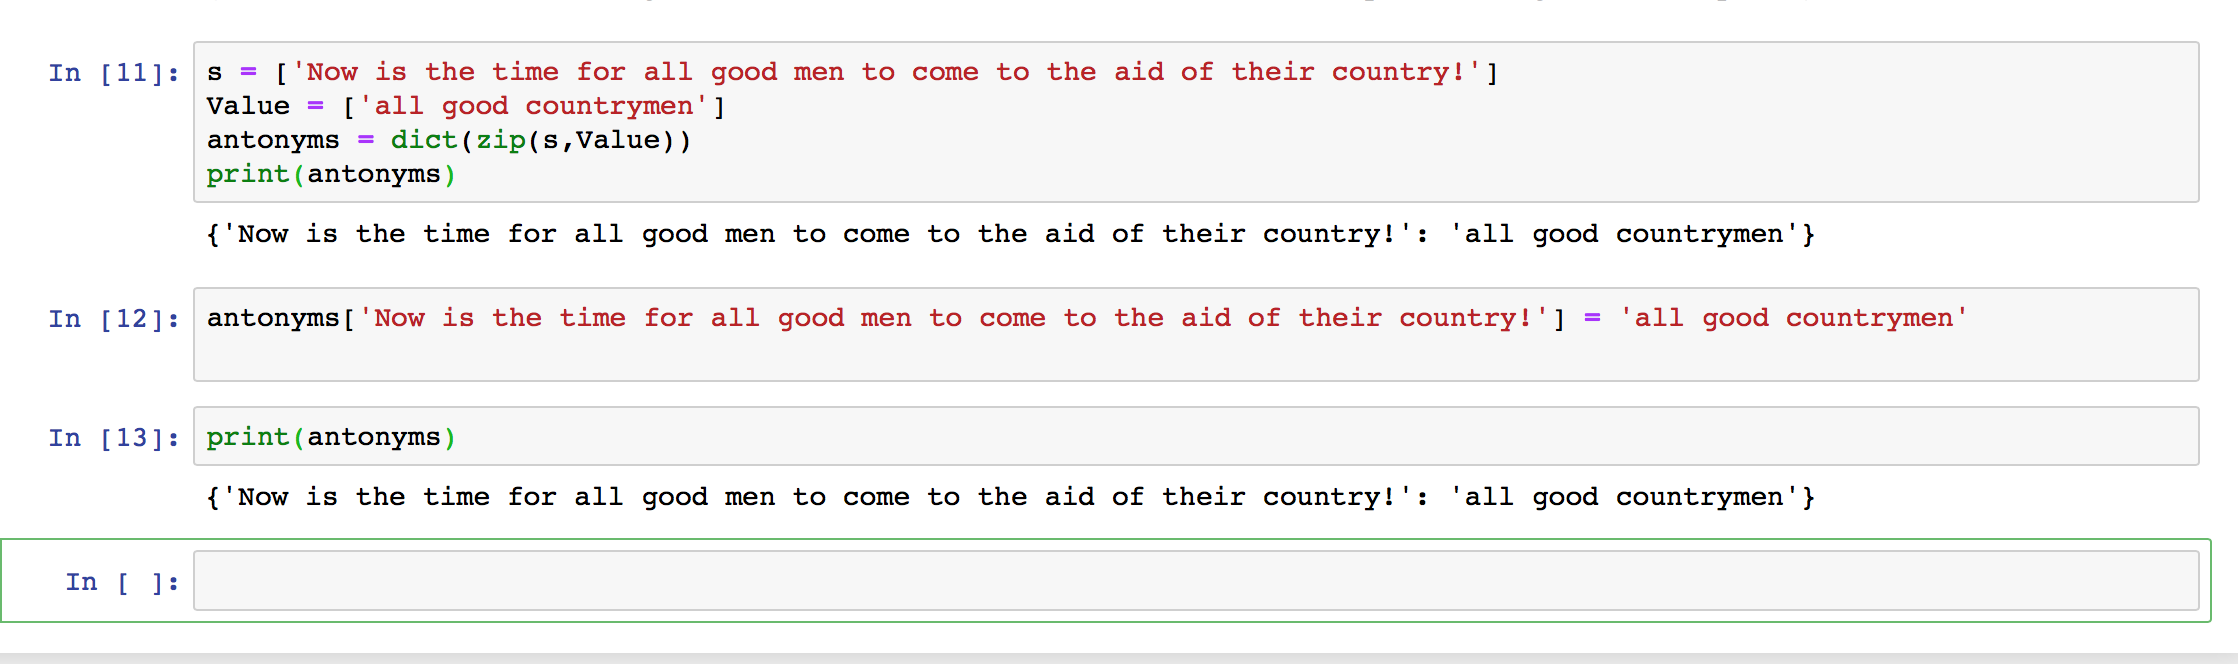 In [11]: s = ['Now is the time for all good men to come to the aid of their country!']
Value = ['all good countrymen']
antonyms = dict(zip(s,Value))
print(antonyms)
{'Now is the time for all good men to come to the aid of their country!': 'all good countrymen'}
In [12]: antonyms['Now is the time for all good men to come to the aid of their country!'] = 'all good countrymen'
In [13]: print(antonyms)
{'Now is the time for all good men to come to the aid of their country!': 'all good countrymen'}
In [ ]: